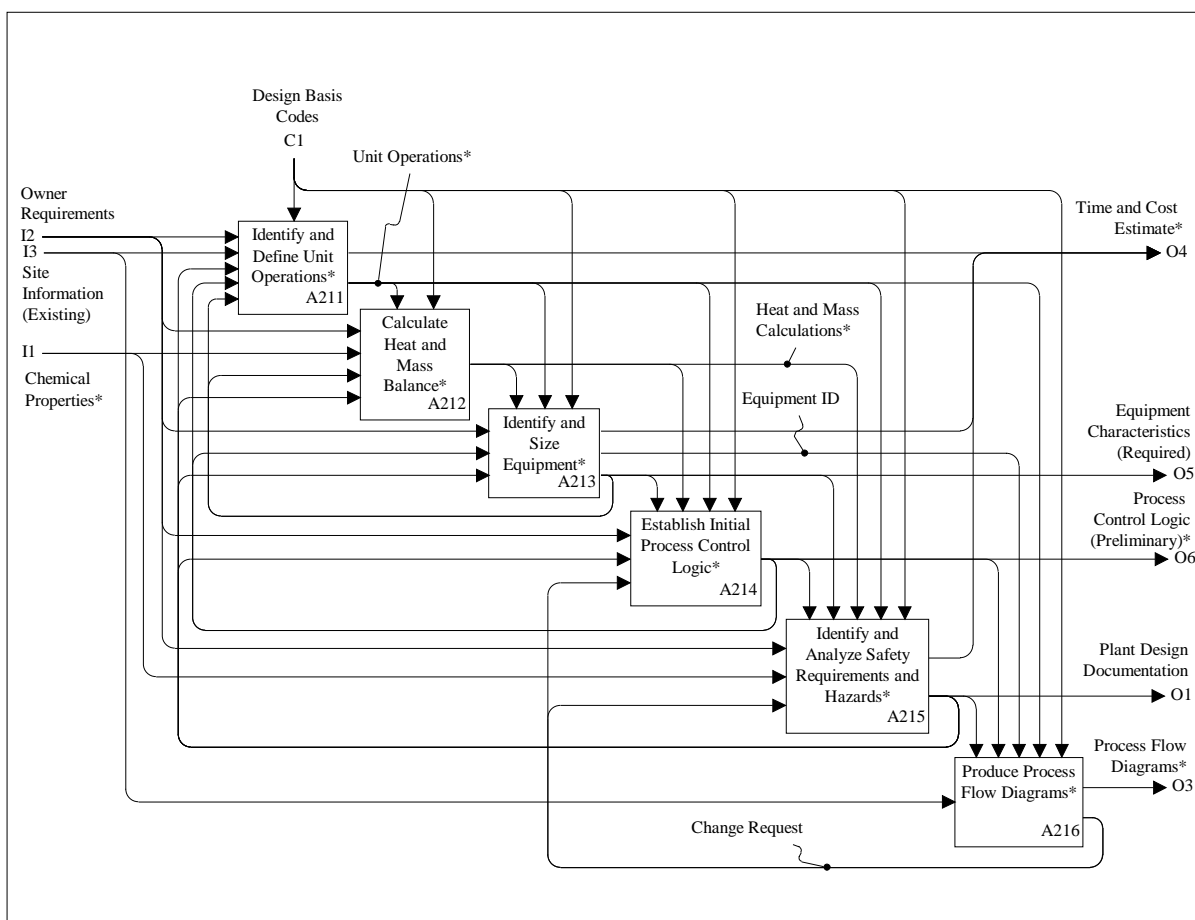 Design Basis
Codes
C1
Unit Operations*
Owner
Requirements
I2
I3
Site
Information
(Existing)
I1
Chemical
Properties*
Identify and
Define Unit
Operations*
A211
Time and Cost
Estimate*
O4
Calculate
Heat and
Mass
Balance*
A212
Heat and Mass
Calculations*
Equipment ID
Identify and
Size
Equipment*
A213
Equipment
Characteristics
(Required)
O5
Process
Control Logic
(Preliminary)*
O6
Establish Initial
Process Control
Logic*
A214
Identify and
Analyze Safety
Requirements and
Hazards*
A215
Plant Design
Documentation
O1
Process Flow
Diagrams*
O3
Produce Process
Flow Diagrams*
A216
Change Request